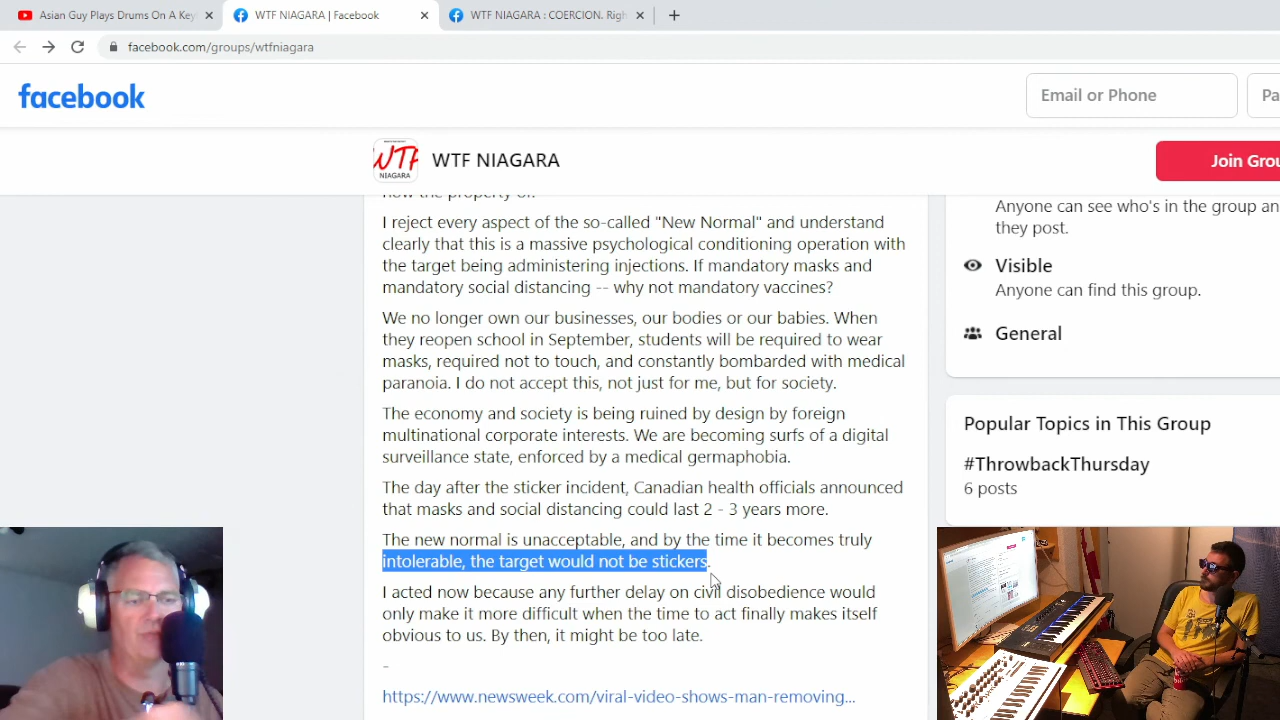 Asian Guy Plays Drums On A Key
WTF NIAGARA | Facebook
WTF NIAGARA : COERCION. Righ
facebook.com/groups/wtfniagara
facebook
Email or Phone
Pa
WTF
NIAGARA
WTF NIAGARA
Join Grou
now the property of.
I reject every aspect of the so-called "New Normal" and understand
clearly that this is a massive psychological conditioning operation with
the target being administering injections. If mandatory masks and
mandatory social distancing -- why not mandatory vaccines?
We no longer own our businesses, our bodies or our babies. When
they reopen school in September, students will be required to wear
masks, required not to touch, and constantly bombarded with medical
paranoia. I do not accept this, not just for me, but for society.
The economy and society is being ruined by design by foreign
multinational corporate interests. We are becoming surfs of a digital
surveillance state, enforced by a medical germaphobia.
The day after the sticker incident, Canadian health officials announced
that masks and social distancing could last 2 - 3 years more.
The new normal is unacceptable, and by the time it becomes truly
intolerable, the target would not be stickers.
I acted now because any further delay on civil disobedience would
only make it more difficult when the time to act finally makes itself
obvious to us. By then, it might be too late.
-
https://www.newsweek.com/viral-video-shows-man-removing...
Anyone can see who's in the group an
they post.
Visible
Anyone can find this group.
General
Popular Topics in This Group
#ThrowbackThursday
6 posts